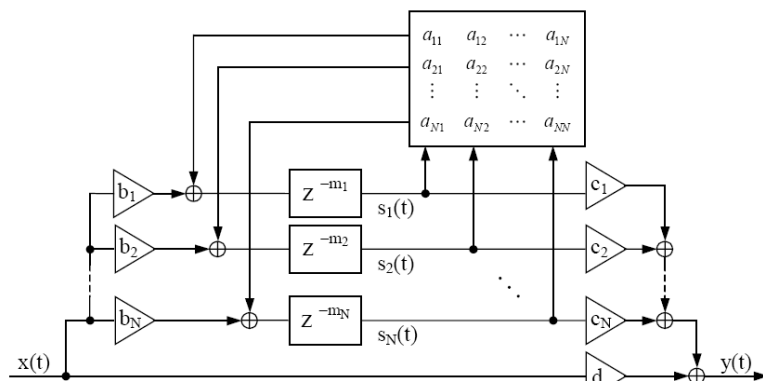 a₁₁ a₁₂ ⋯ a₁N
a₂₁ a₂₂ ⋯ a₂N
⋮ ⋮ ⋱ ⋮
aN₁ aN₂ ⋯ aNN
b₁ z⁻ᵐ¹ s₁(t) c₁
b₂ z⁻ᵐ² s₂(t) c₂
⋱
bN z⁻ᵐN sN(t) cN
x(t) d y(t)